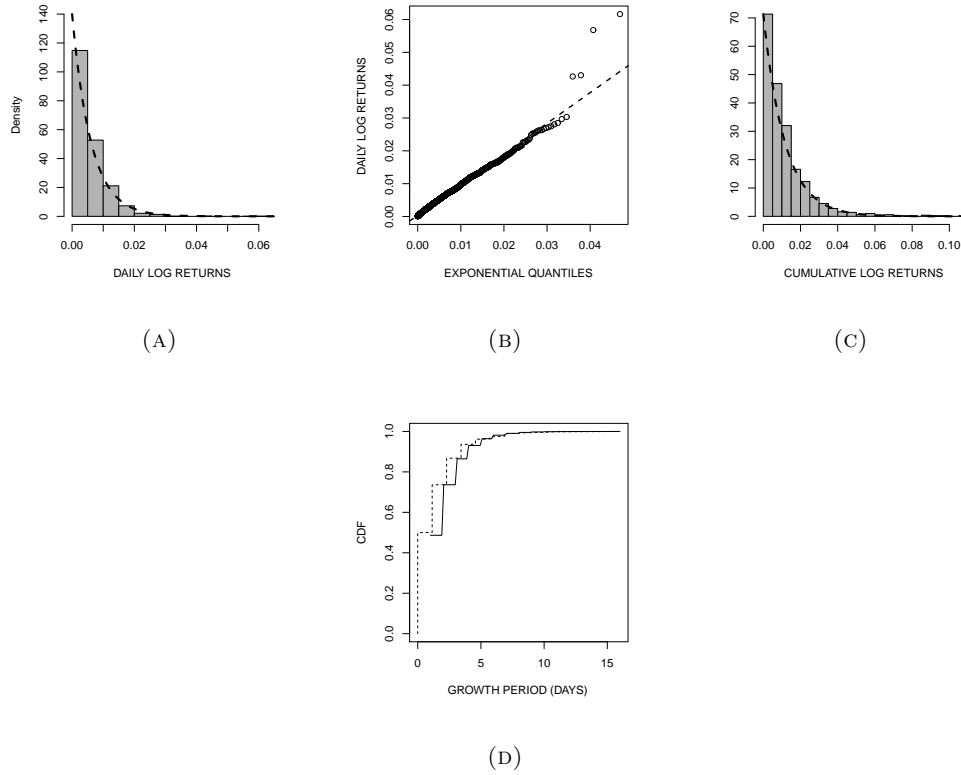 Density
0 20 40 60 80 100 120 140
0.00 0.02 0.04 0.06
DAILY LOG RETURNS
(A)
DAILY LOG RETURNS
0.00 0.01 0.02 0.03 0.04 0.05 0.06
0.00 0.01 0.02 0.03 0.04
EXPONENTIAL QUANTILES
(B)
0 10 20 30 40 50 60 70
0.00 0.02 0.04 0.06 0.08 0.10
CUMULATIVE LOG RETURNS
(C)
CDF
0.0 0.2 0.4 0.6 0.8 1.0
0 5 10 15
GROWTH PERIOD (DAYS)
(D)